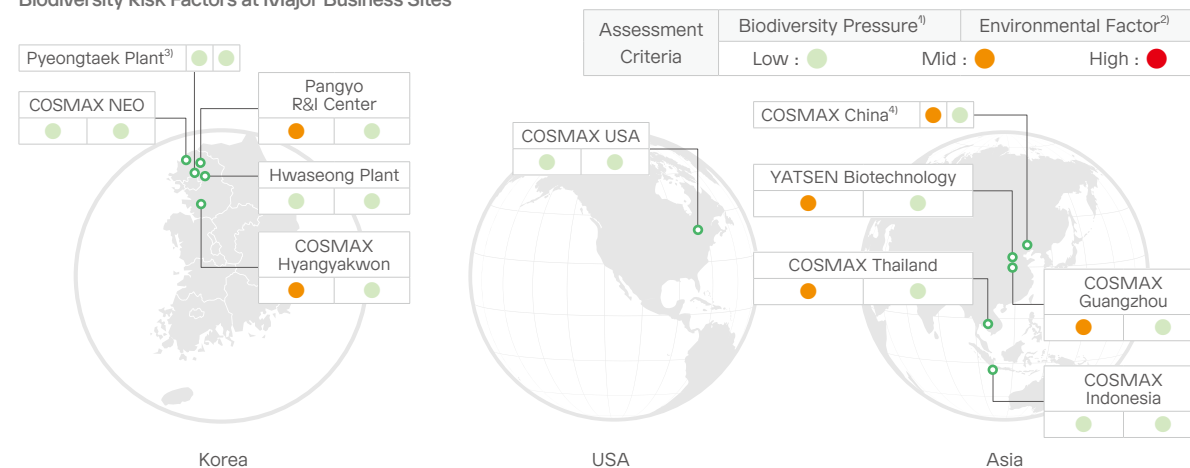 Biodiversity Risk Factors at Major Business Sites
Assessment Criteria
Biodiversity Pressure1)
Environmental Factor2)
Low :
Mid :
High :
Pyeongtaek Plant3)
COSMAX NEO
Pangyo
R&I Center
Hwaseong Plant
COSMAX
Hyangyakwon
Korea
COSMAX USA
USA
COSMAX China4)
YATSEN Biotechnology
COSMAX Thailand
COSMAX
Guangzhou
COSMAX
Indonesia
Asia